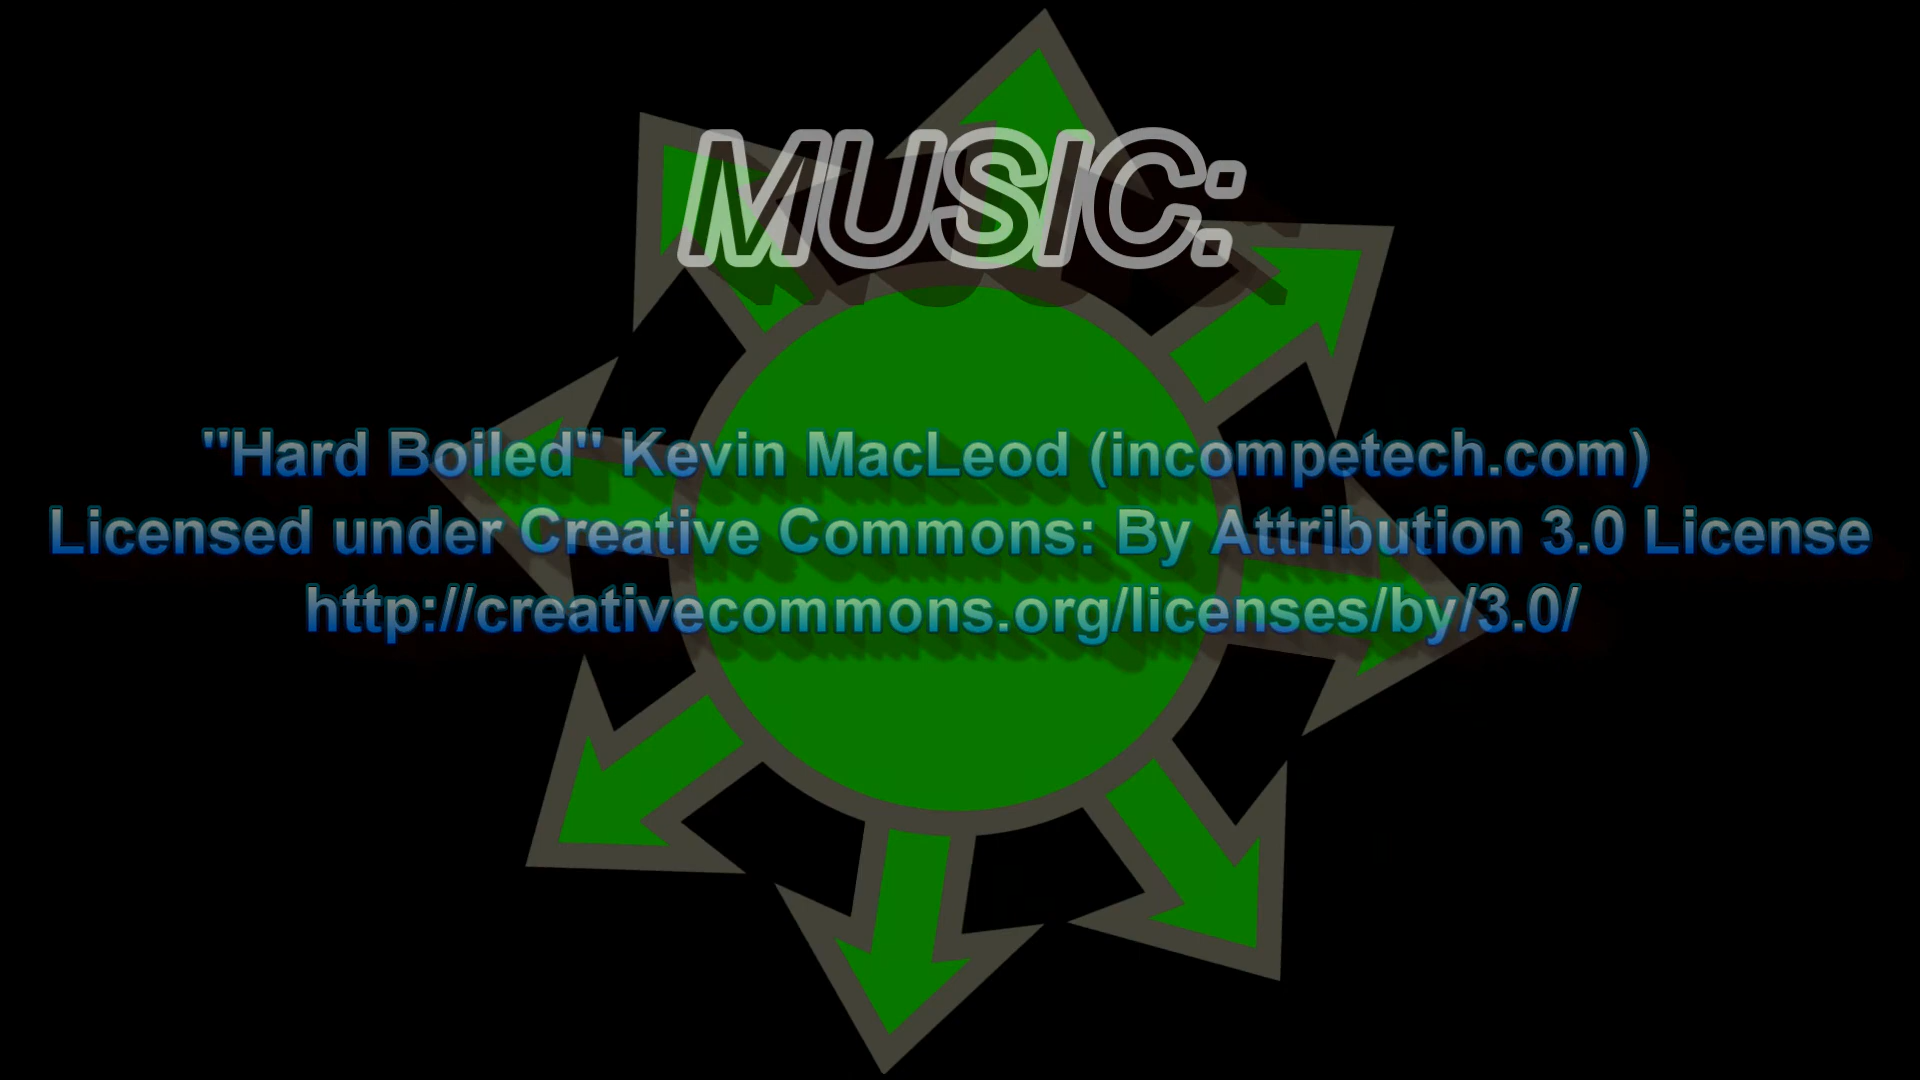 MUSIC:
"Hard Boiled" Kevin MacLeod (incompetech.com)
Licensed under Creative Commons: By Attribution 3.0 License
http://creativecommons.org/licenses/by/3.0/